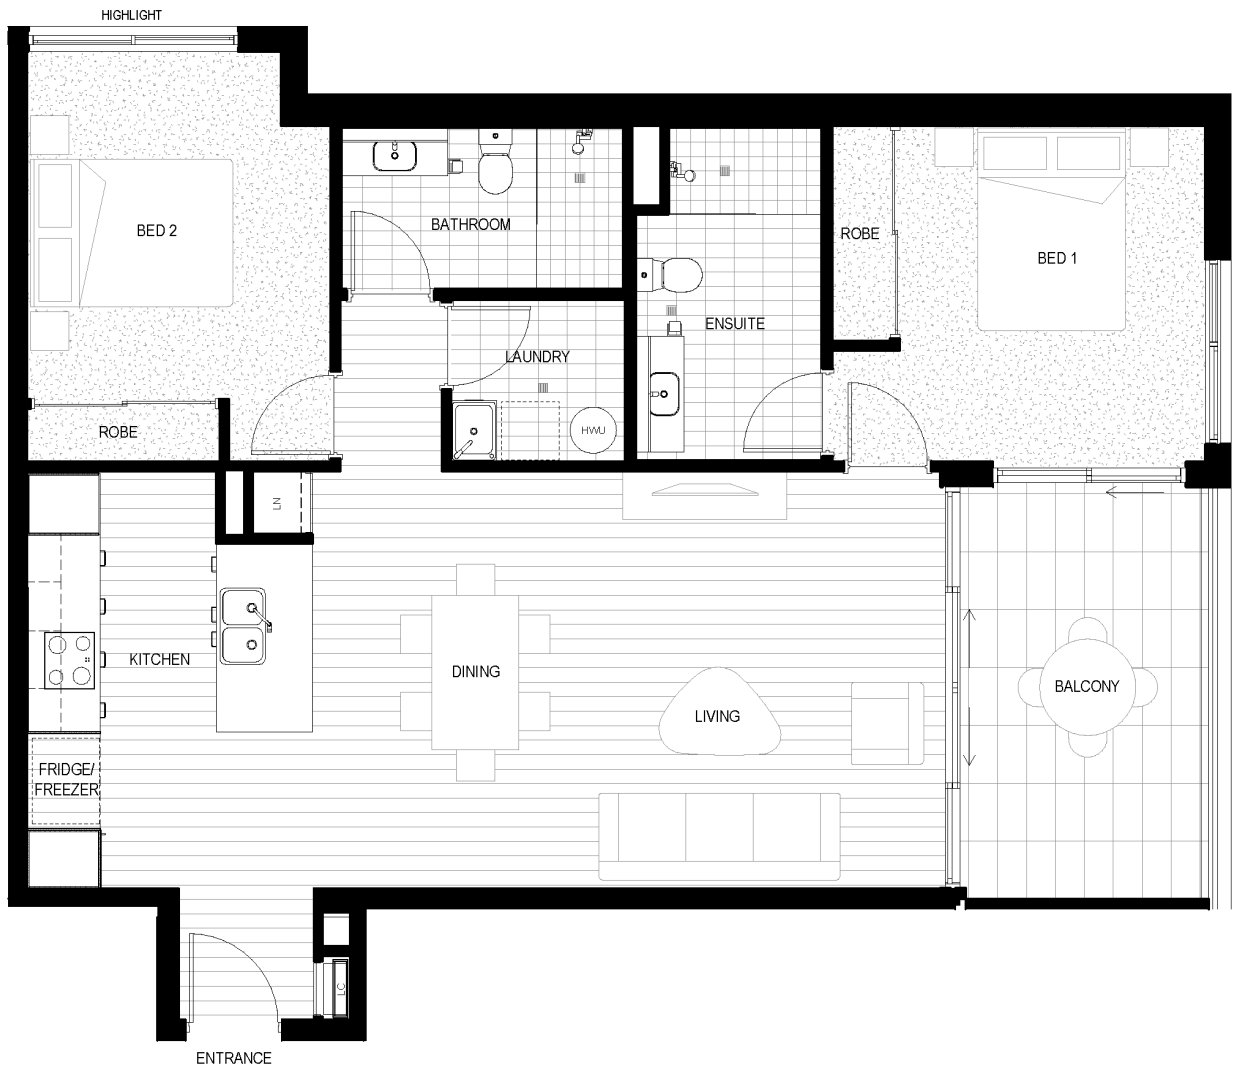 HIGHLIGHT
BED 2
BATHROOM
ROBE
BED 1
ENSUITE
LAUNDRY
ROBE
HWU
LN
KITCHEN
DINING
LIVING
BALCONY
FRIDGE/
FREEZER
LC
ENTRANCE